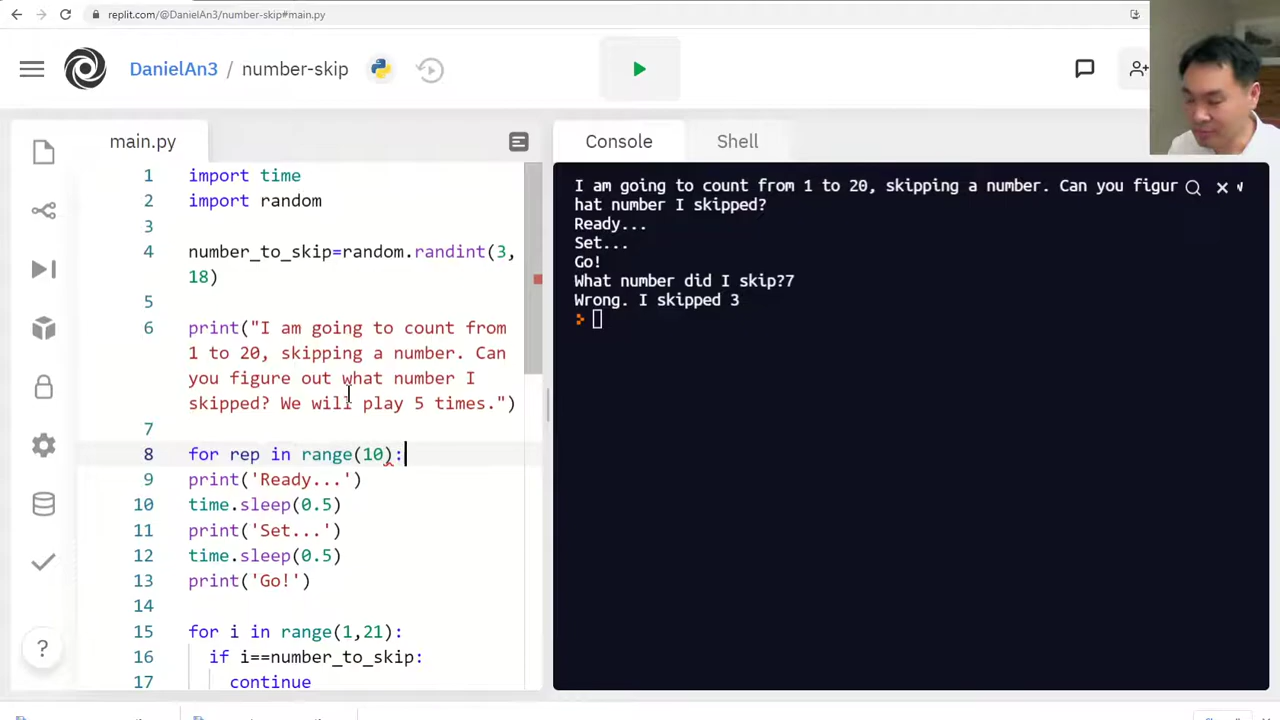 replit.com/@DanielAn3/number-skip#main.py
DanielAn3 / number-skip
main.py
Console
Shell
1 import time
2 import random
3
4 number_to_skip=random.randint(3,
18)
5
6 print("I am going to count from
1 to 20, skipping a number. Can
you figure out what number I
skipped? We will play 5 times.")
7
8 for rep in range(10):
9 print('Ready...')
10 time.sleep(0.5)
11 print('Set...')
12 time.sleep(0.5)
13 print('Go!')
14
15 for i in range(1,21):
16 if i==number_to_skip:
17 continue
?
I am going to count from 1 to 20, skipping a number. Can you figur w
hat number I skipped?
Ready...
Set...
Go!
What number did I skip?7
Wrong. I skipped 3
>